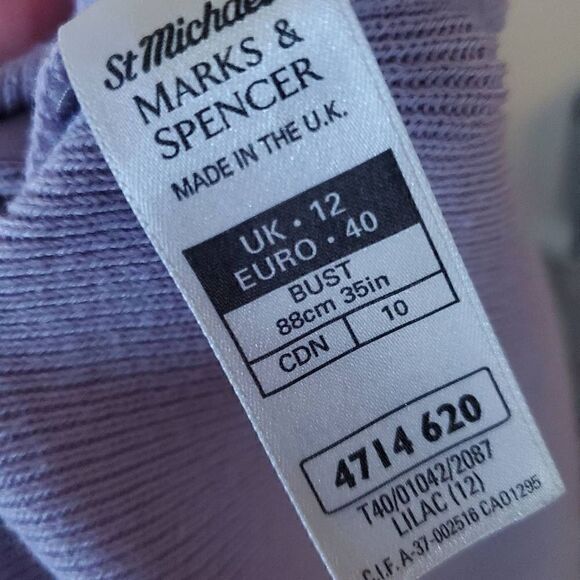 St Michael
MARKS &
SPENCER
MADE IN THE U.K.
UK • 12
EURO • 40
BUST
88cm 35in
CDN 10
4714 620
T40/01042/2087
LILAC (12)
C.I.F. A-37-002516 CA01295